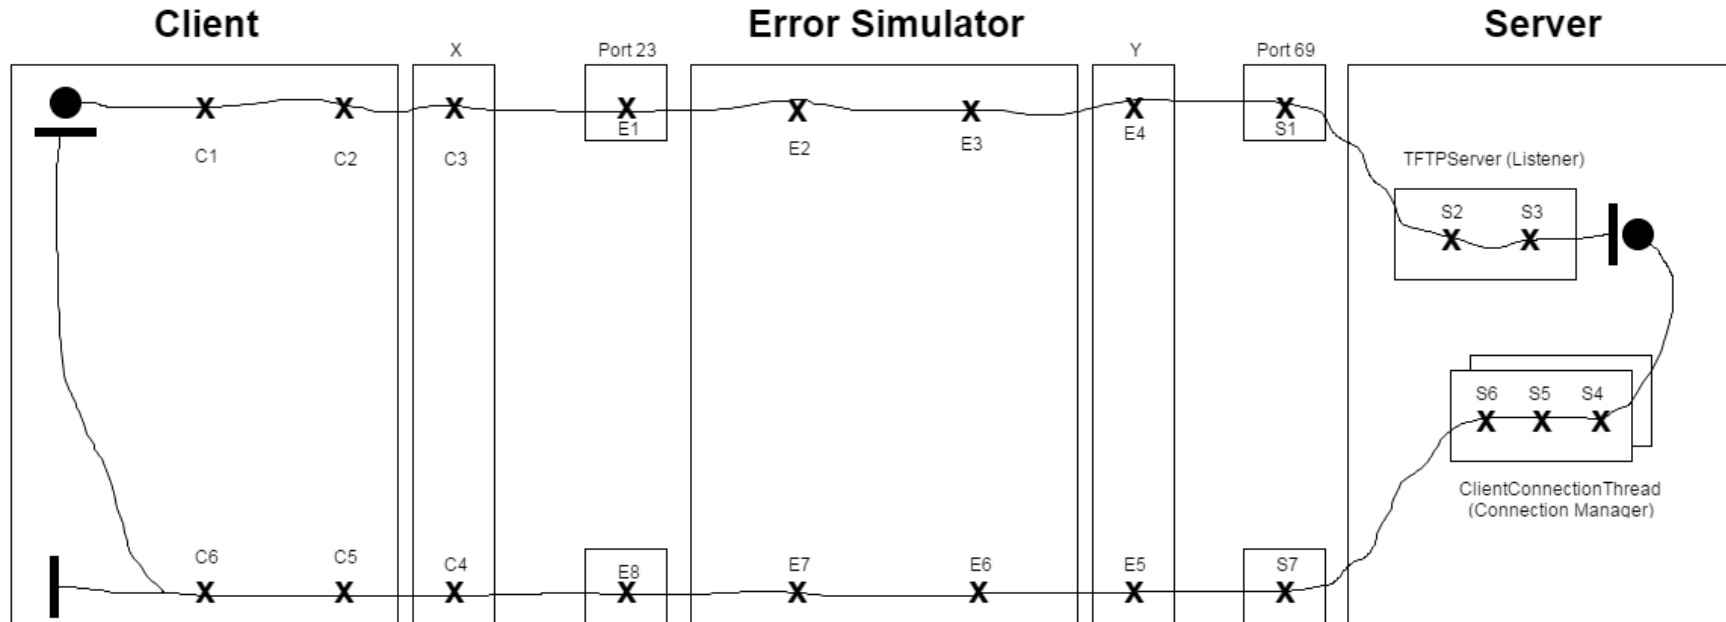 Client
Error Simulator
Server
X
Port 23
Y
Port 69
E1
S1
C1
C2
C3
E2
E3
E4
TFTPServer (Listener)
S2
S3
S6
S5
S4
ClientConnectionThread
(Connection Manager)
C6
C5
C4
E8
E7
E6
E5
S7